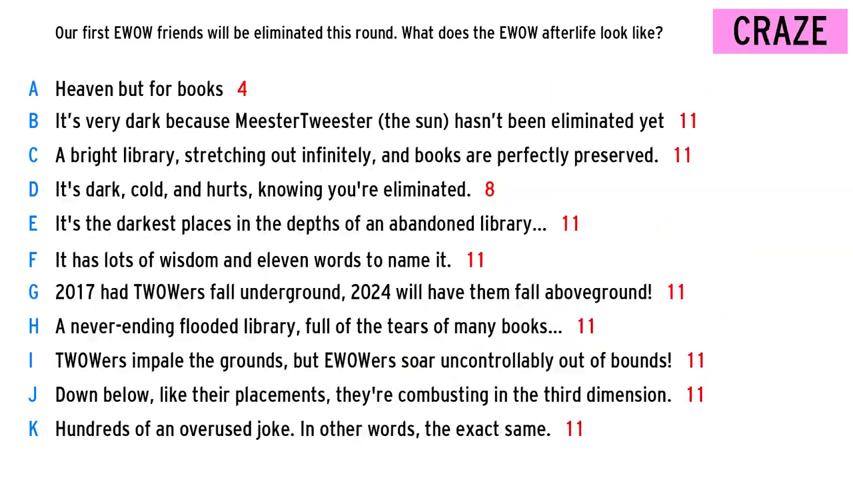 Our first EWOW friends will be eliminated this round. What does the EWOW afterlife look like?
CRAZE
A Heaven but for books 4
B It's very dark because MeesterTweester (the sun) hasn't been eliminated yet 11
C A bright library, stretching out infinitely, and books are perfectly preserved. 11
D It's dark, cold, and hurts, knowing you're eliminated. 8
E It's the darkest places in the depths of an abandoned library... 11
F It has lots of wisdom and eleven words to name it. 11
G 2017 had TWOWers fall underground, 2024 will have them fall aboveground! 11
H A never-ending flooded library, full of the tears of many books... 11
I TWOWers impale the grounds, but EWOWers soar uncontrollably out of bounds! 11
J Down below, like their placements, they're combusting in the third dimension. 11
K Hundreds of an overused joke. In other words, the exact same. 11